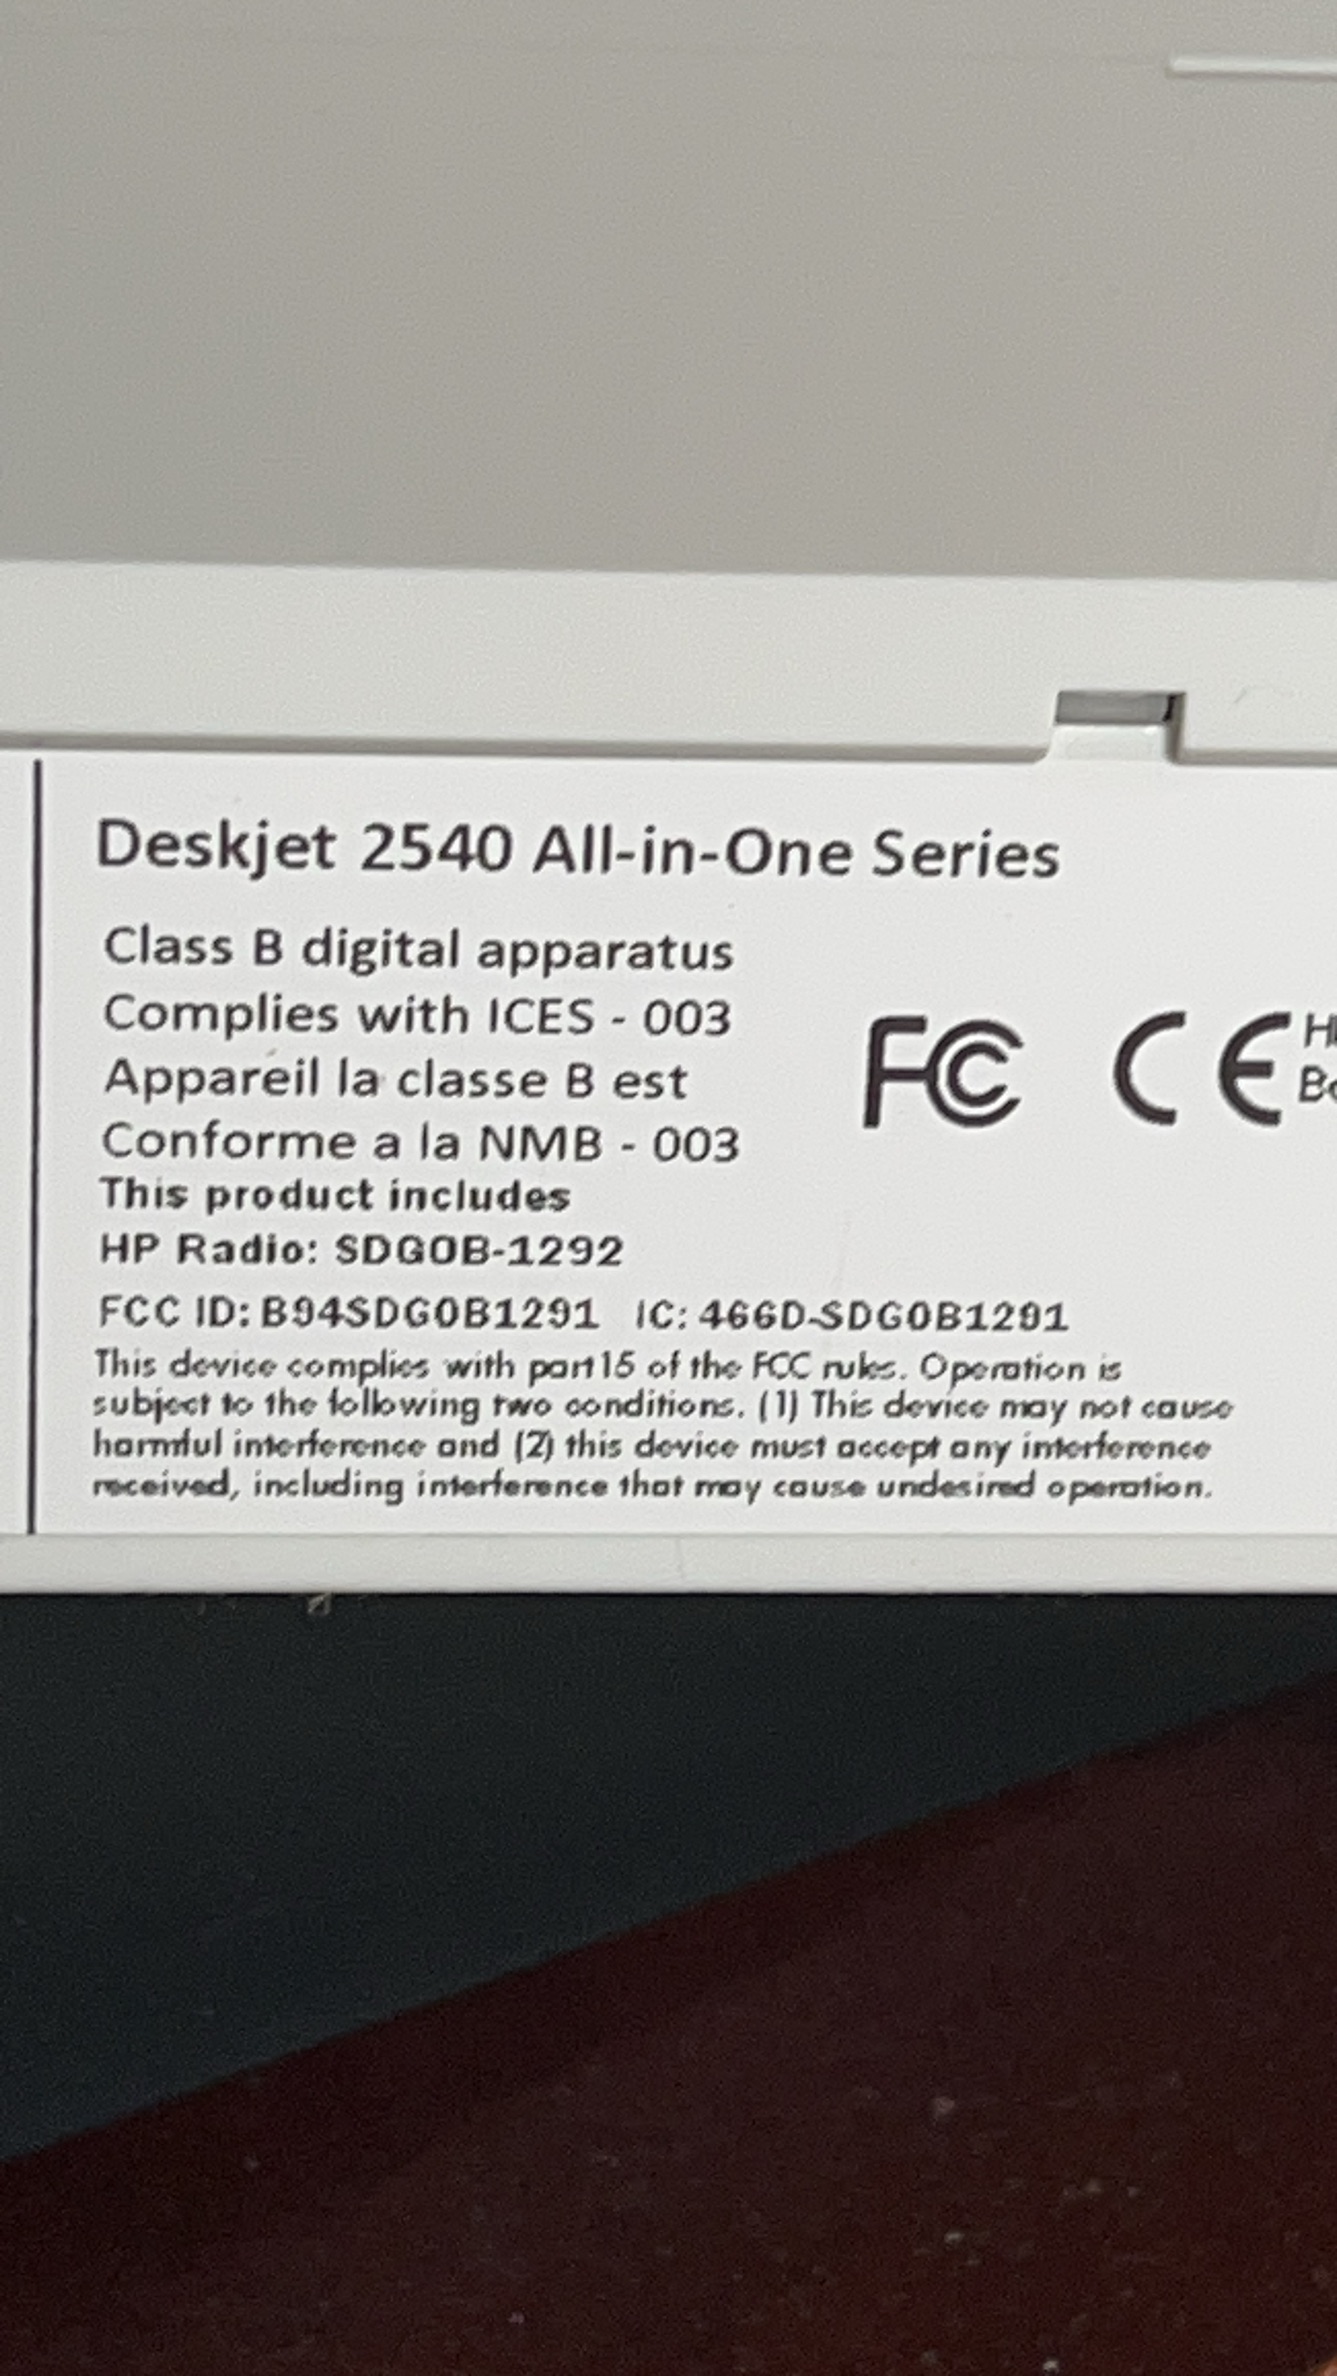 Deskjet 2540 All-in-One Series
Class B digital apparatus
Complies with ICES - 003
Appareil la classe B est
Conforme a la NMB - 003
This product includes
HP Radio: SDGOB-1292
FCC ID: B94SDG0B1291 IC: 466D-SDG0B1291
This device complies with part15 of the FCC rules. Operation is
subject to the following two conditions. (1) This device may not cause
harmful interference and (2) this device must accept any interference
received, including interference that may cause undesired operation.
FC CE